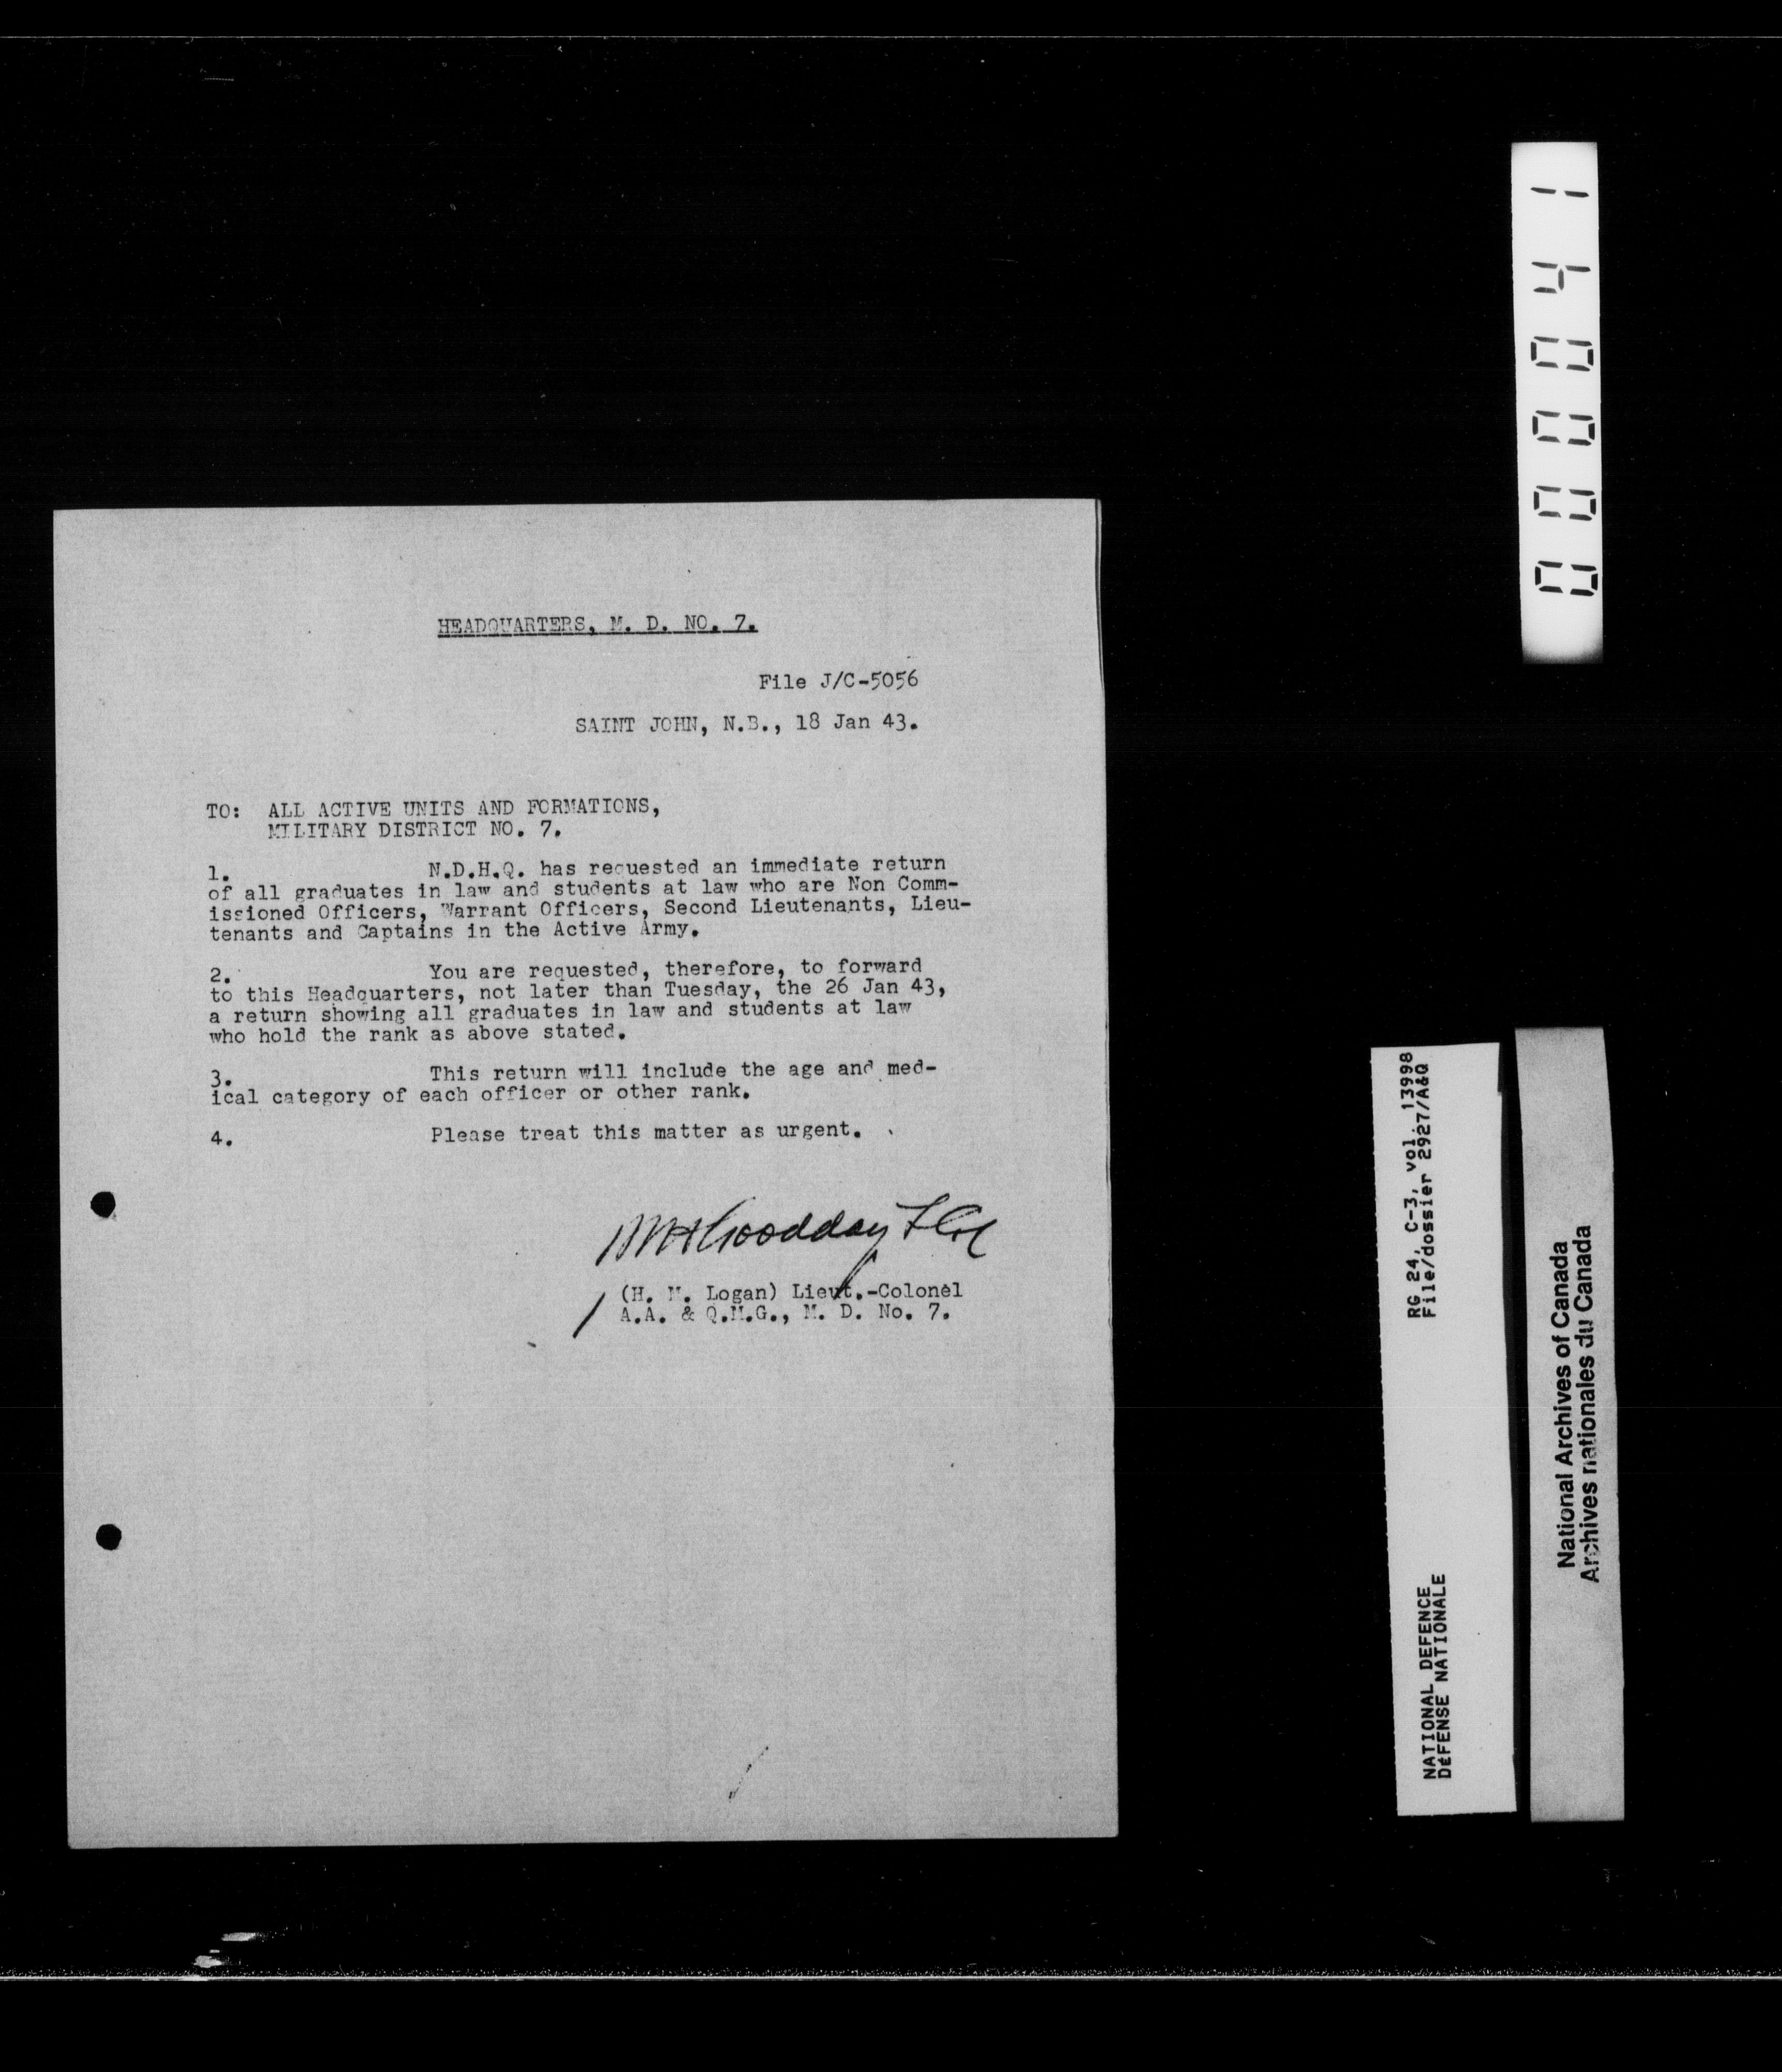 HEADQUARTERS, M. D. NO. 7.
File J/C-5056
SAINT JOHN, N.B., 18 Jan 43.
TO: ALL ACTIVE UNITS AND FORMATIONS,
MILITARY DISTRICT NO. 7.
1. N.D.H.Q. has requested an immediate return
of all graduates in law and students at law who are Non Comm-
issioned Officers, Warrant Officers, Second Lieutenants, Lieu-
tenants and Captains in the Active Army.
2. You are requested, therefore, to forward
to this Headquarters, not later than Tuesday, the 26 Jan 43,
a return showing all graduates in law and students at law
who hold the rank as above stated.
3. This return will include the age and med-
ical category of each officer or other rank.
4. Please treat this matter as urgent.
(H. M. Logan) Lieut.-Colonel
A.A. & Q.M.G., M. D. No. 7.
000041
RG 24, C-3, vol. 13998
File/dossier 2927/A&Q
NATIONAL DEFENCE
DÉFENSE NATIONALE
National Archives of Canada
Archives nationales du Canada